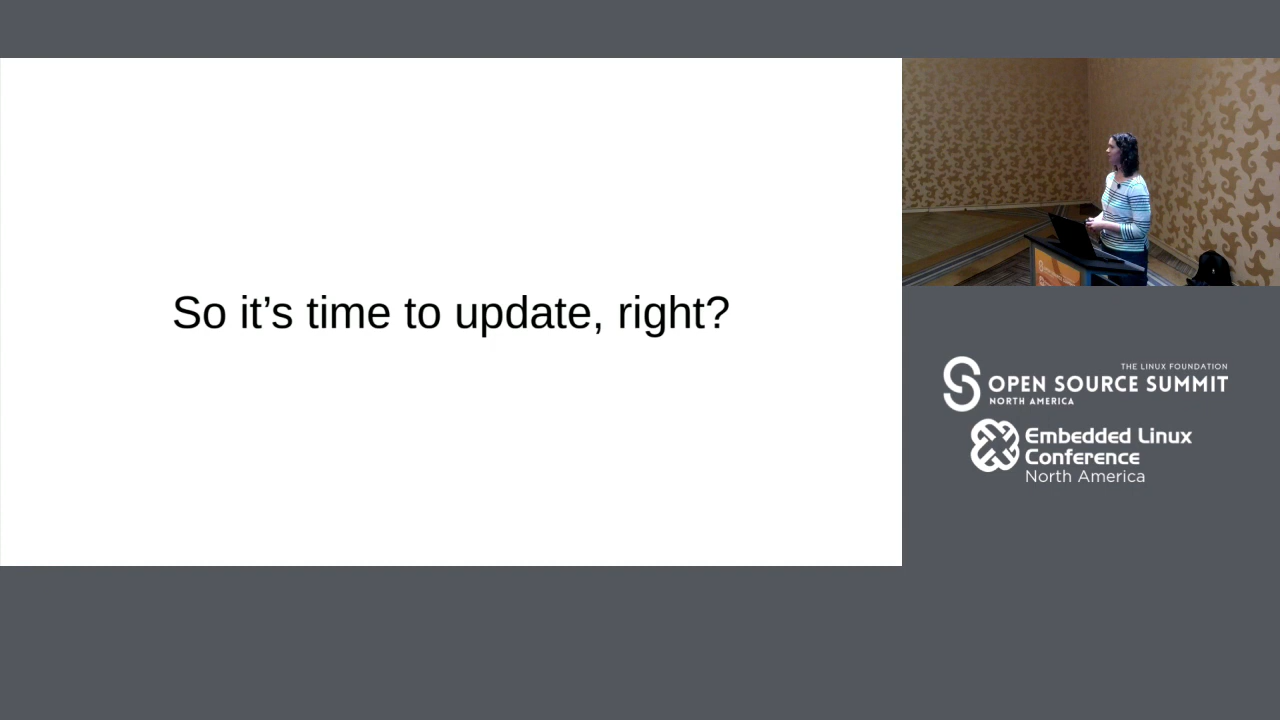 So it’s time to update, right?
THE LINUX FOUNDATION
OPEN SOURCE SUMMIT
NORTH AMERICA
Embedded Linux
Conference
North America